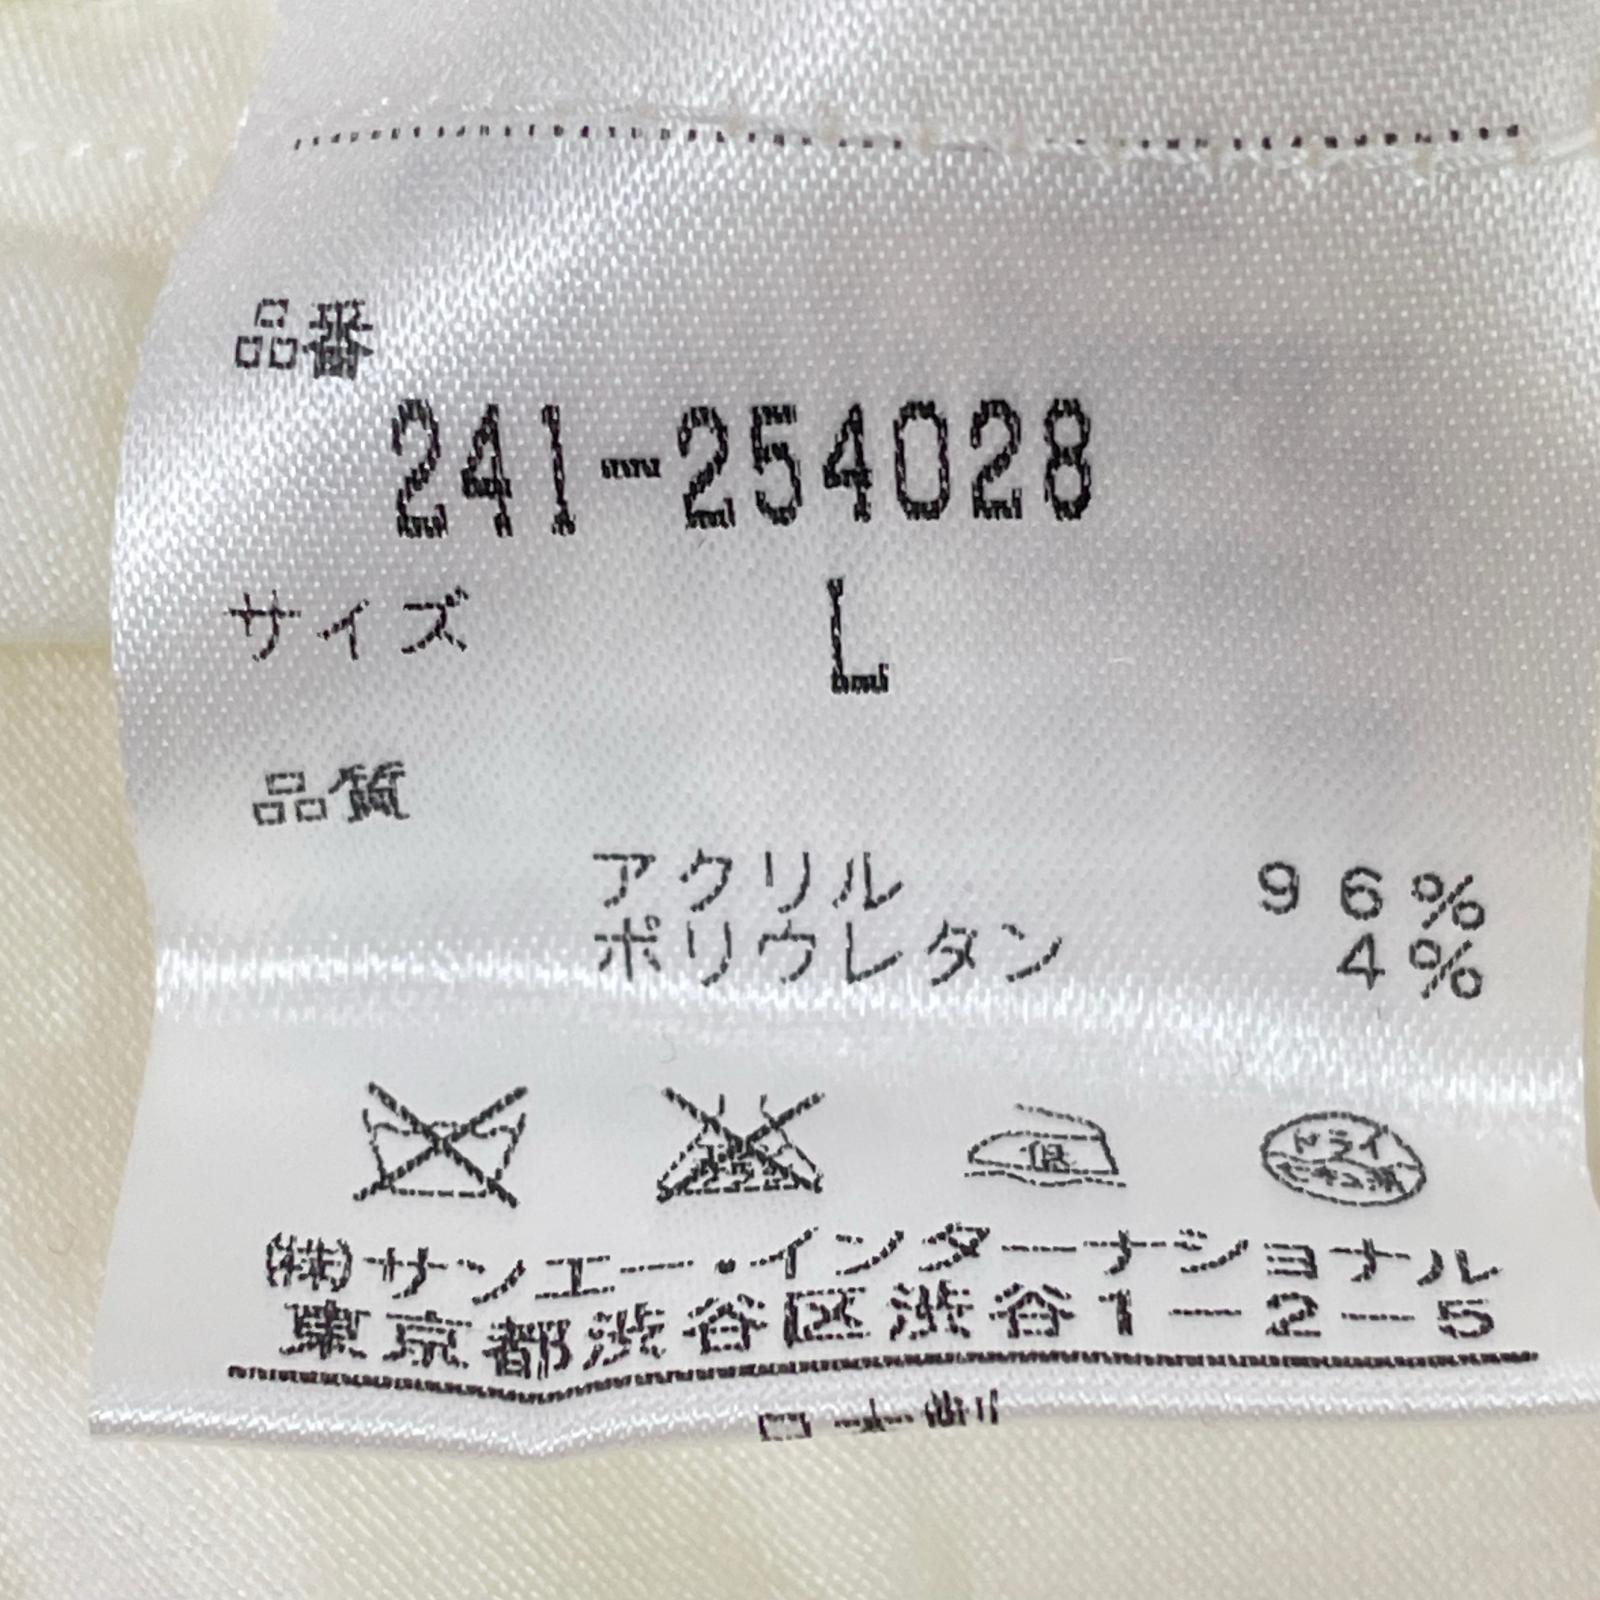 品番
241-254028
サイズ L
品質
アクリル 96%
ポリウレタン 4%
低 ドライ
㈱サンエー・インターナショナル
東京都渋谷区渋谷1-2-5